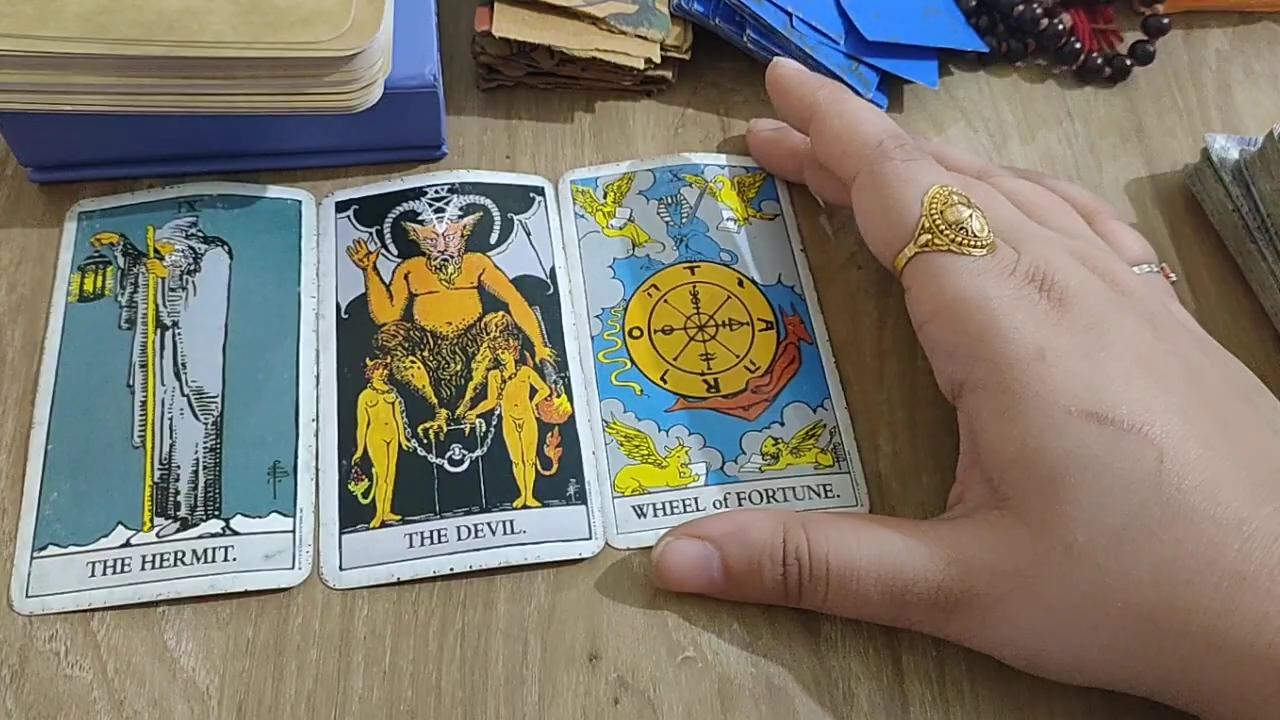 IX
THE HERMIT.
XV
THE DEVIL.
X
T
A
R
O
WHEEL of FORTUNE.